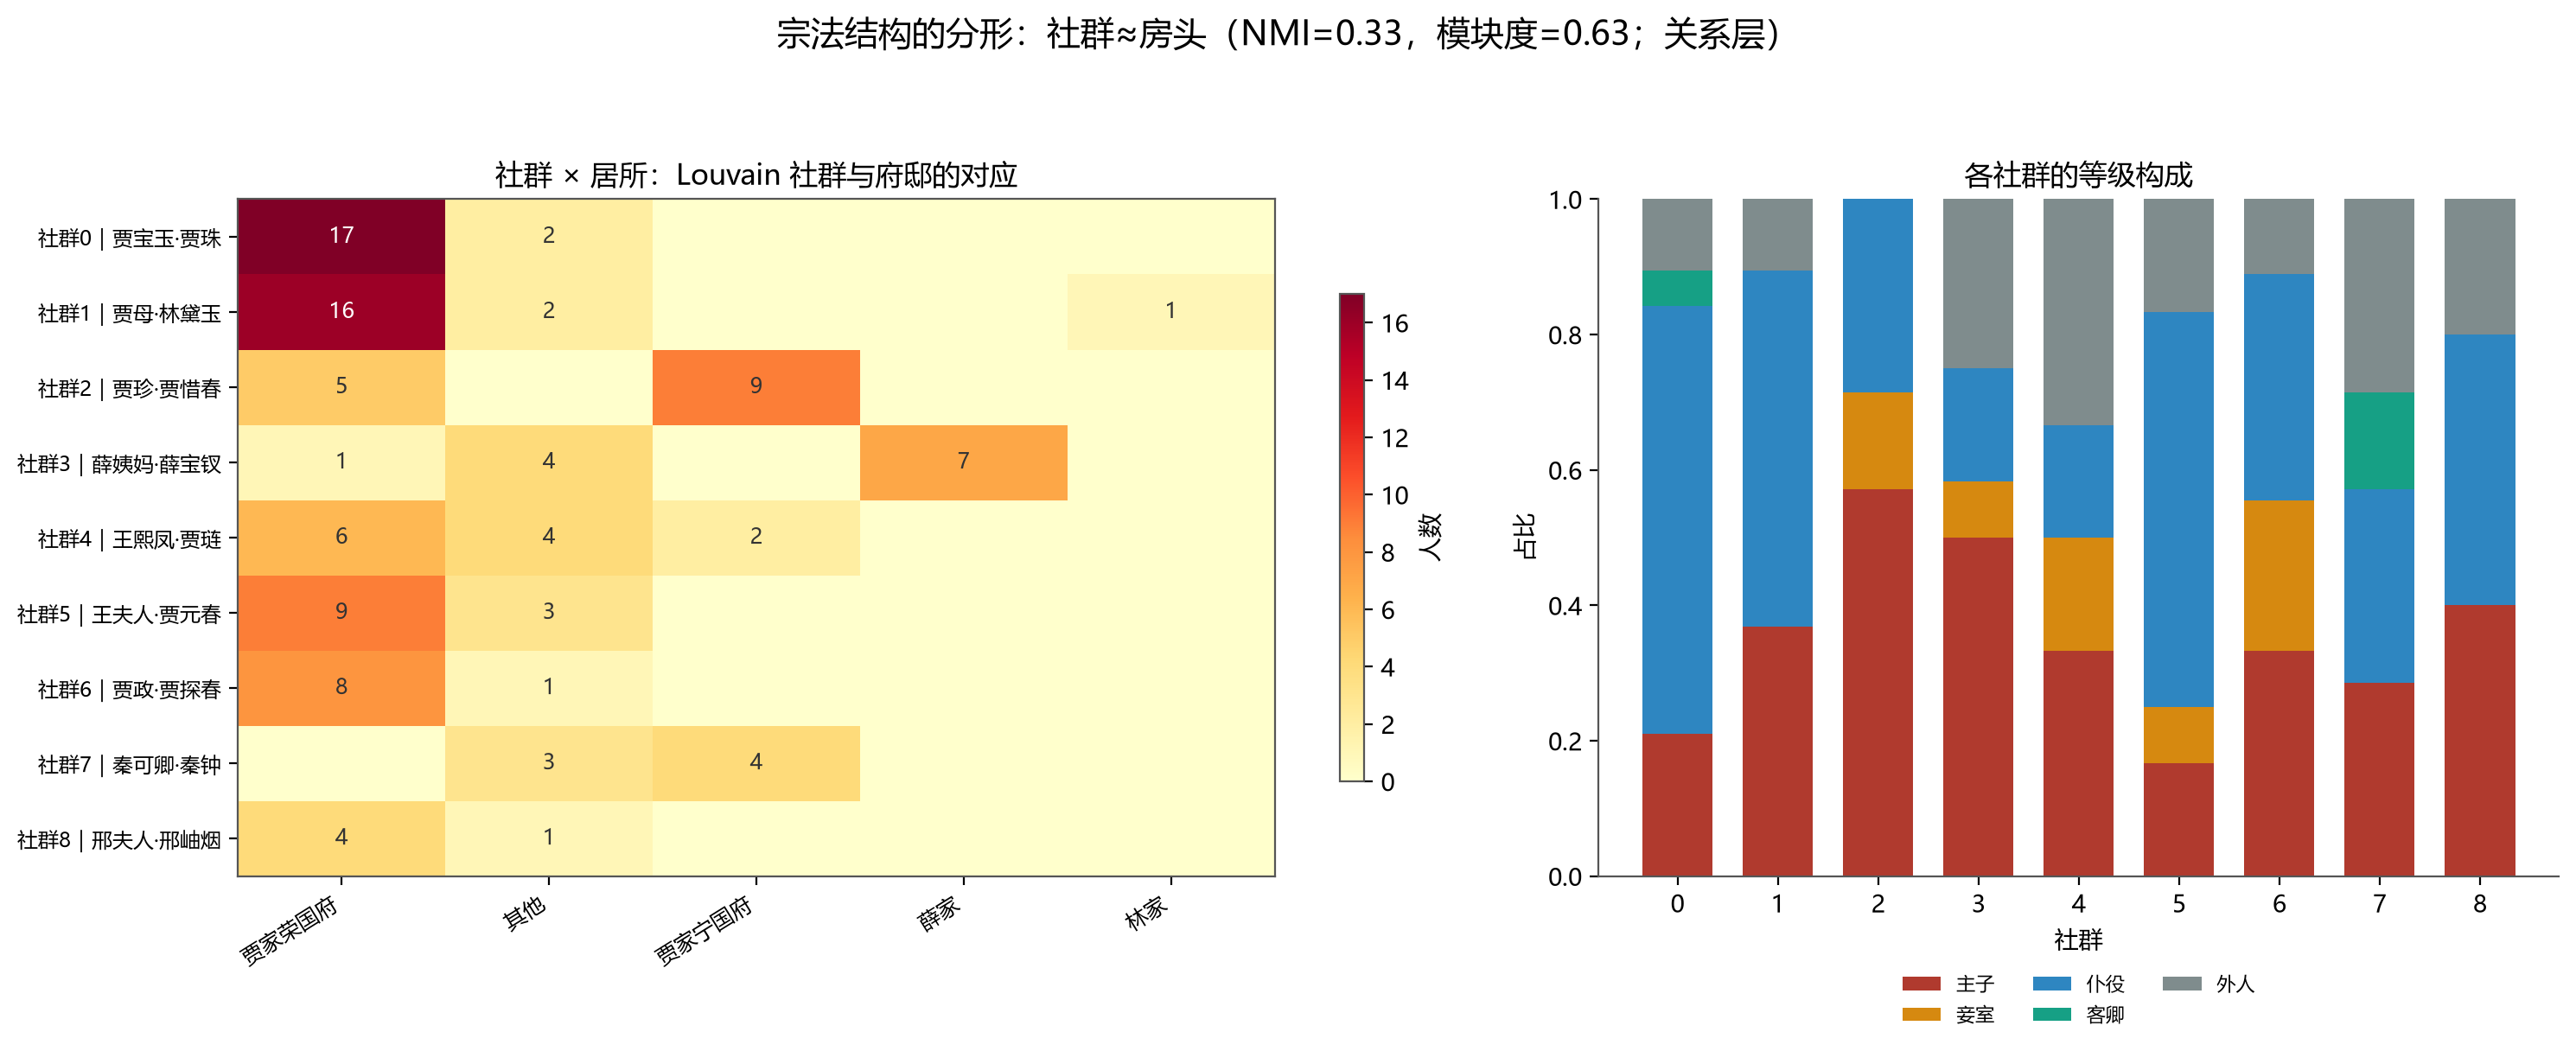 宗法结构的分形：社群≈房头（NMI=0.33，模块度=0.63；关系层）
社群 × 居所：Louvain 社群与府邸的对应
社群0｜贾宝玉·贾珠
17
2
社群1｜贾母·林黛玉
16
2
1
社群2｜贾珍·贾惜春
5
9
社群3｜薛姨妈·薛宝钗
1
4
7
社群4｜王熙凤·贾琏
6
4
2
社群5｜王夫人·贾元春
9
3
社群6｜贾政·贾探春
8
1
社群7｜秦可卿·秦钟
3
4
社群8｜邢夫人·邢岫烟
4
1
贾家荣国府
其他
贾家宁国府
薛家
林家
16
14
12
10
8
6
4
2
0
人数
各社群的等级构成
1.0
0.8
0.6
0.4
0.2
0.0
占比
0 1 2 3 4 5 6 7 8
社群
主子
仆役
外人
妾室
客卿